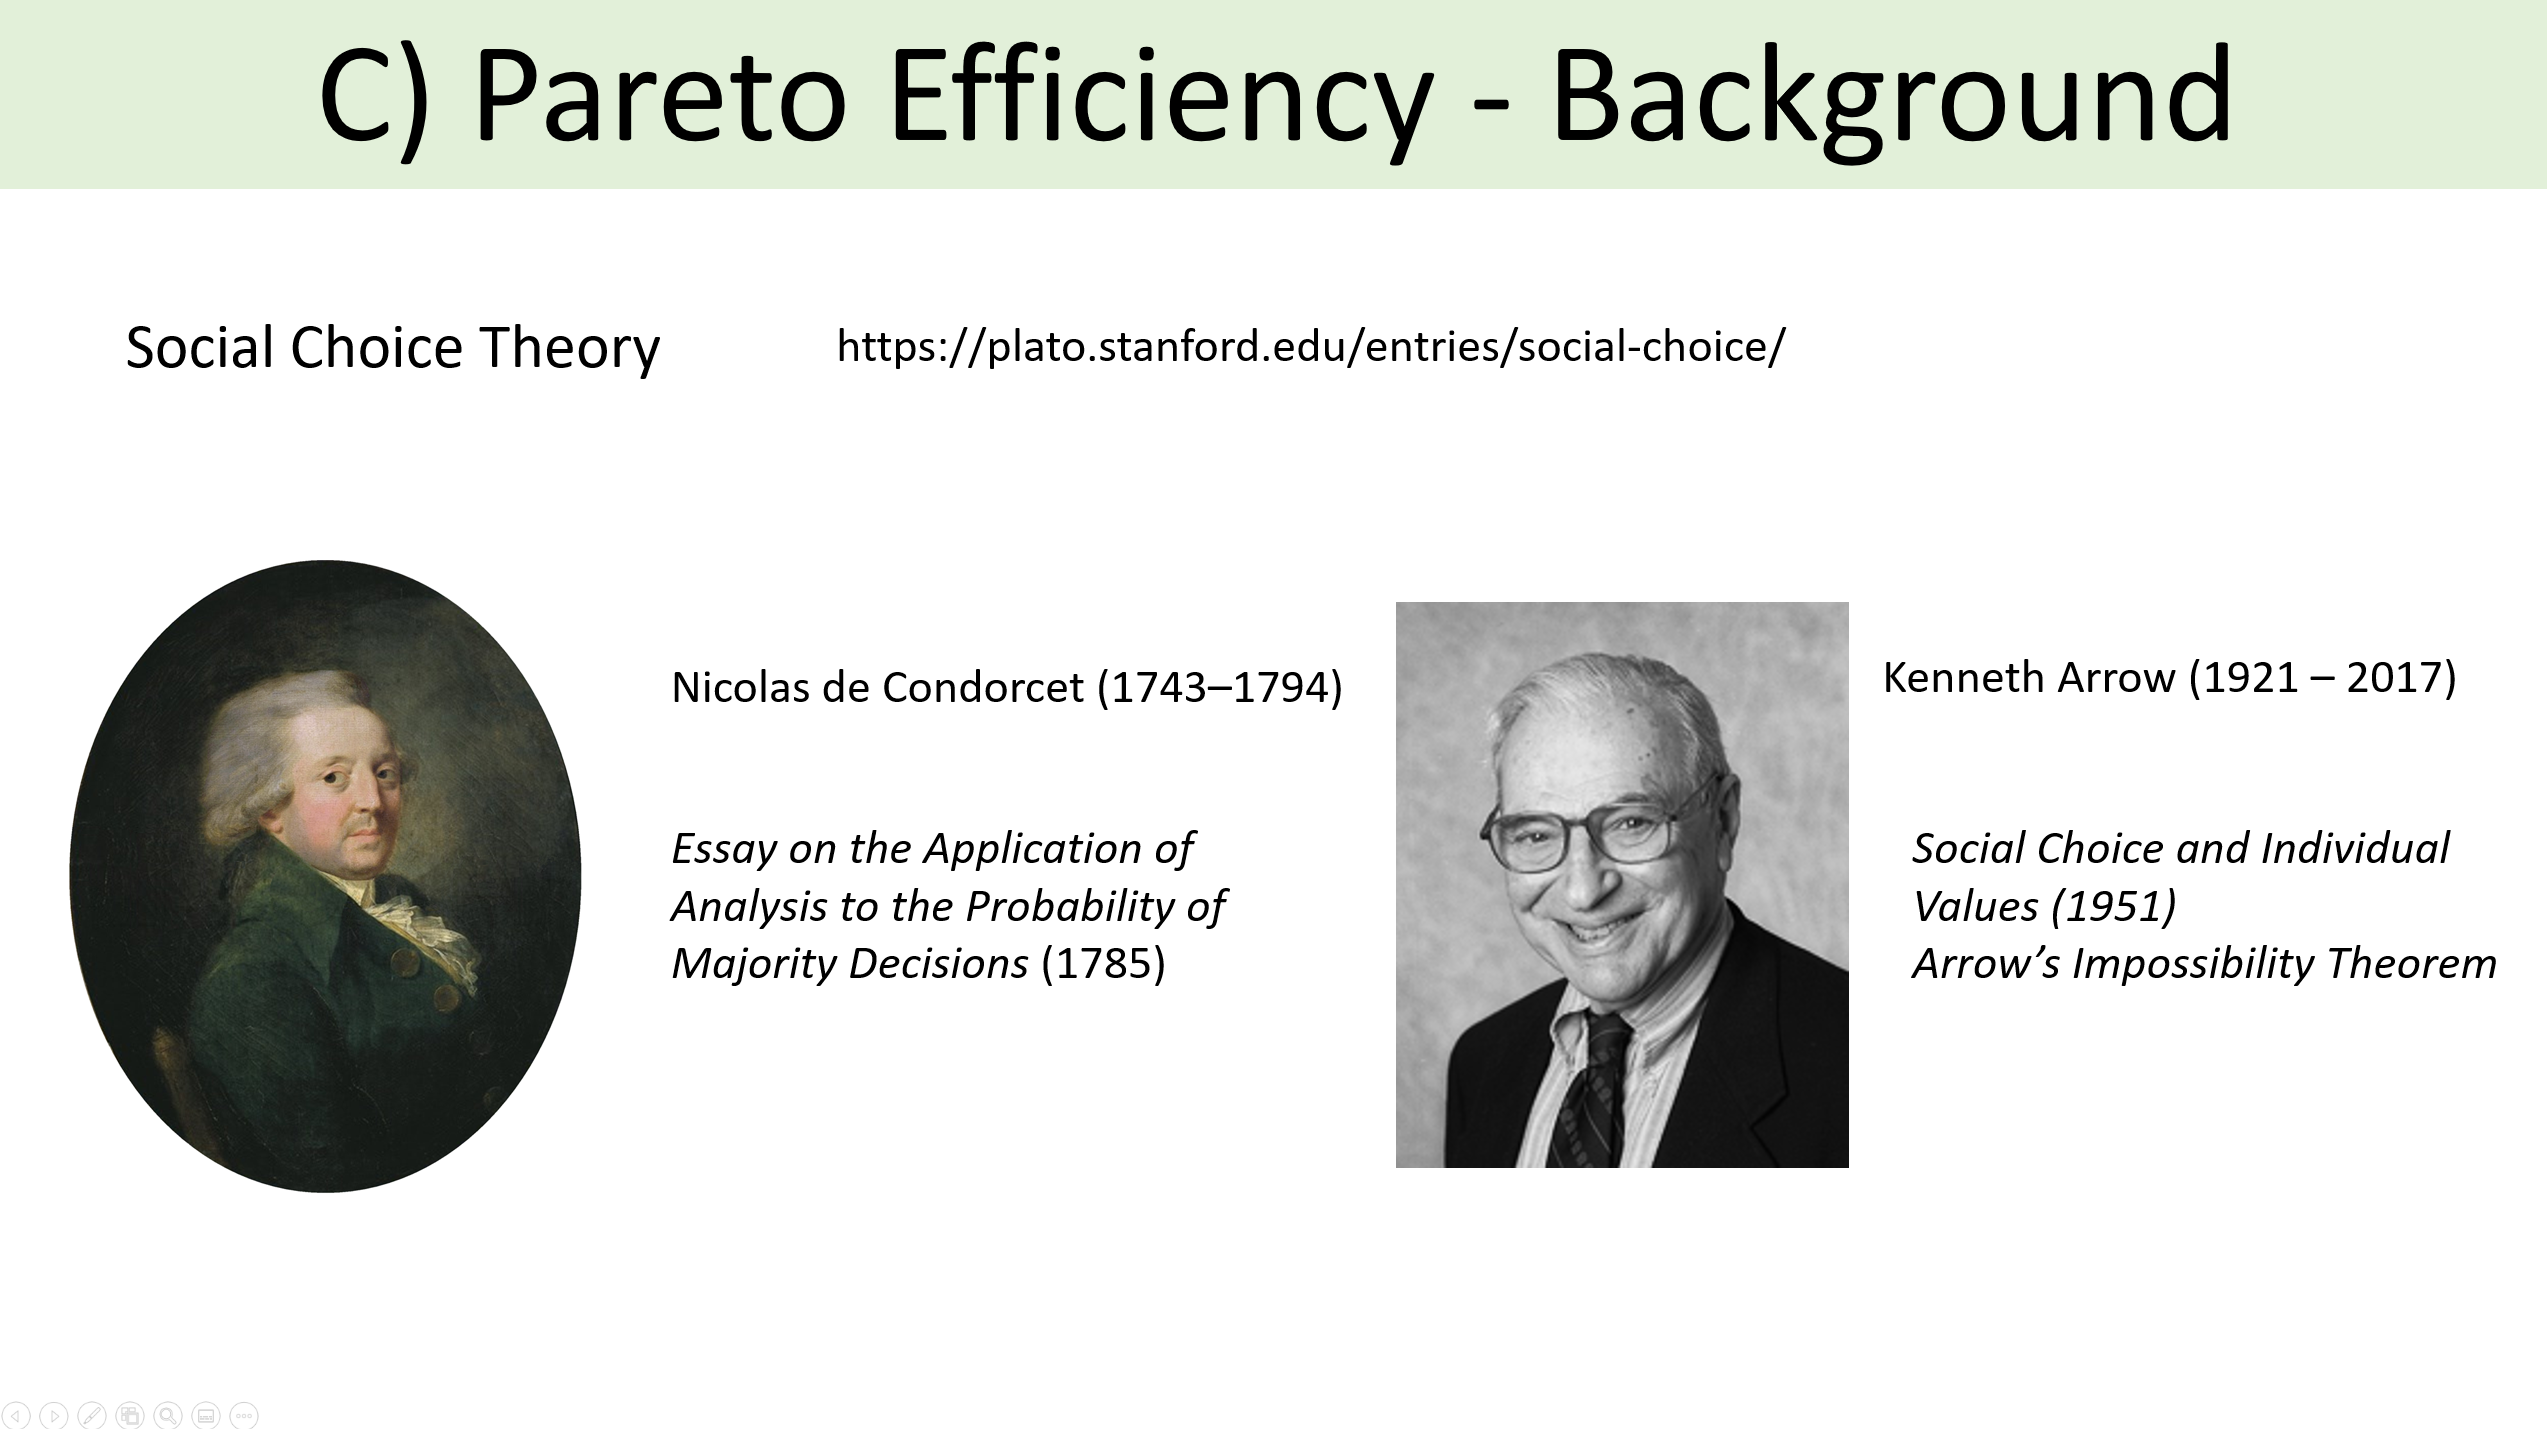 C) Pareto Efficiency - Background
Social Choice Theory
https://plato.stanford.edu/entries/social-choice/
Nicolas de Condorcet (1743–1794)
Essay on the Application of
Analysis to the Probability of
Majority Decisions (1785)
Kenneth Arrow (1921 – 2017)
Social Choice and Individual
Values (1951)
Arrow’s Impossibility Theorem